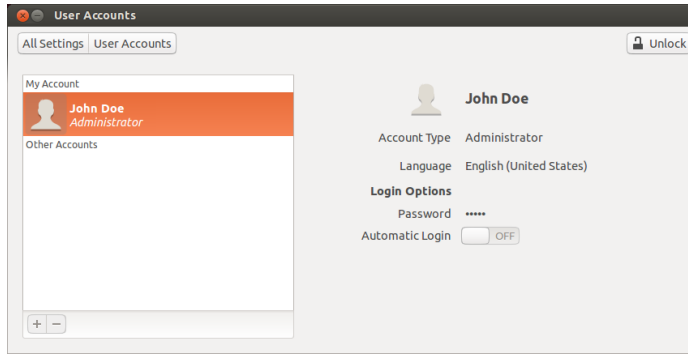 User Accounts
All Settings User Accounts
Unlock
My Account
John Doe
Administrator
Other Accounts
John Doe
Account Type Administrator
Language English (United States)
Login Options
Password •••••
Automatic Login OFF